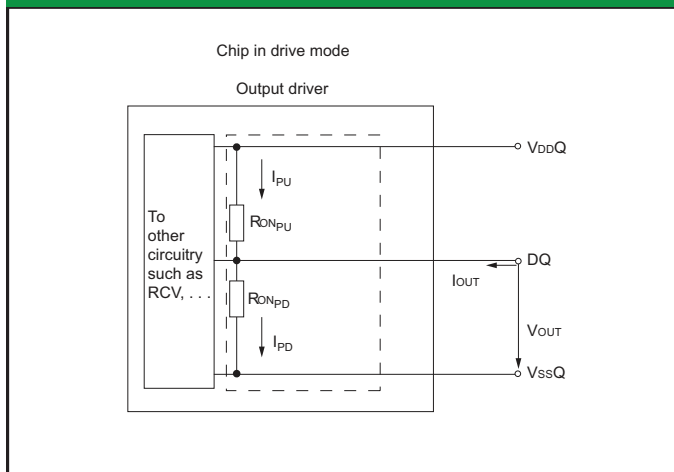 Chip in drive mode
Output driver
VDDQ
IPU
To
other
circuitry
such as
RCV, . . .
RONPU
DQ
IOUT
RONPD
VOUT
IPD
VSSQ